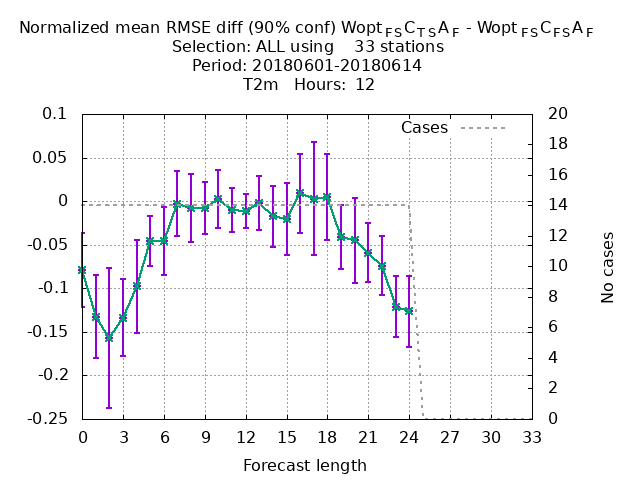 Normalized mean RMSE diff (90% conf) Wopt FS C T S A F - Wopt FS C FS A F
Selection: ALL using 33 stations
Period: 20180601-20180614
T2m Hours: 12
Cases
0.1
0.05
0
-0.05
-0.1
-0.15
-0.2
-0.25
20
18
16
14
12
10
8
6
4
2
0
No cases
0 3 6 9 12 15 18 21 24 27 30 33
Forecast length